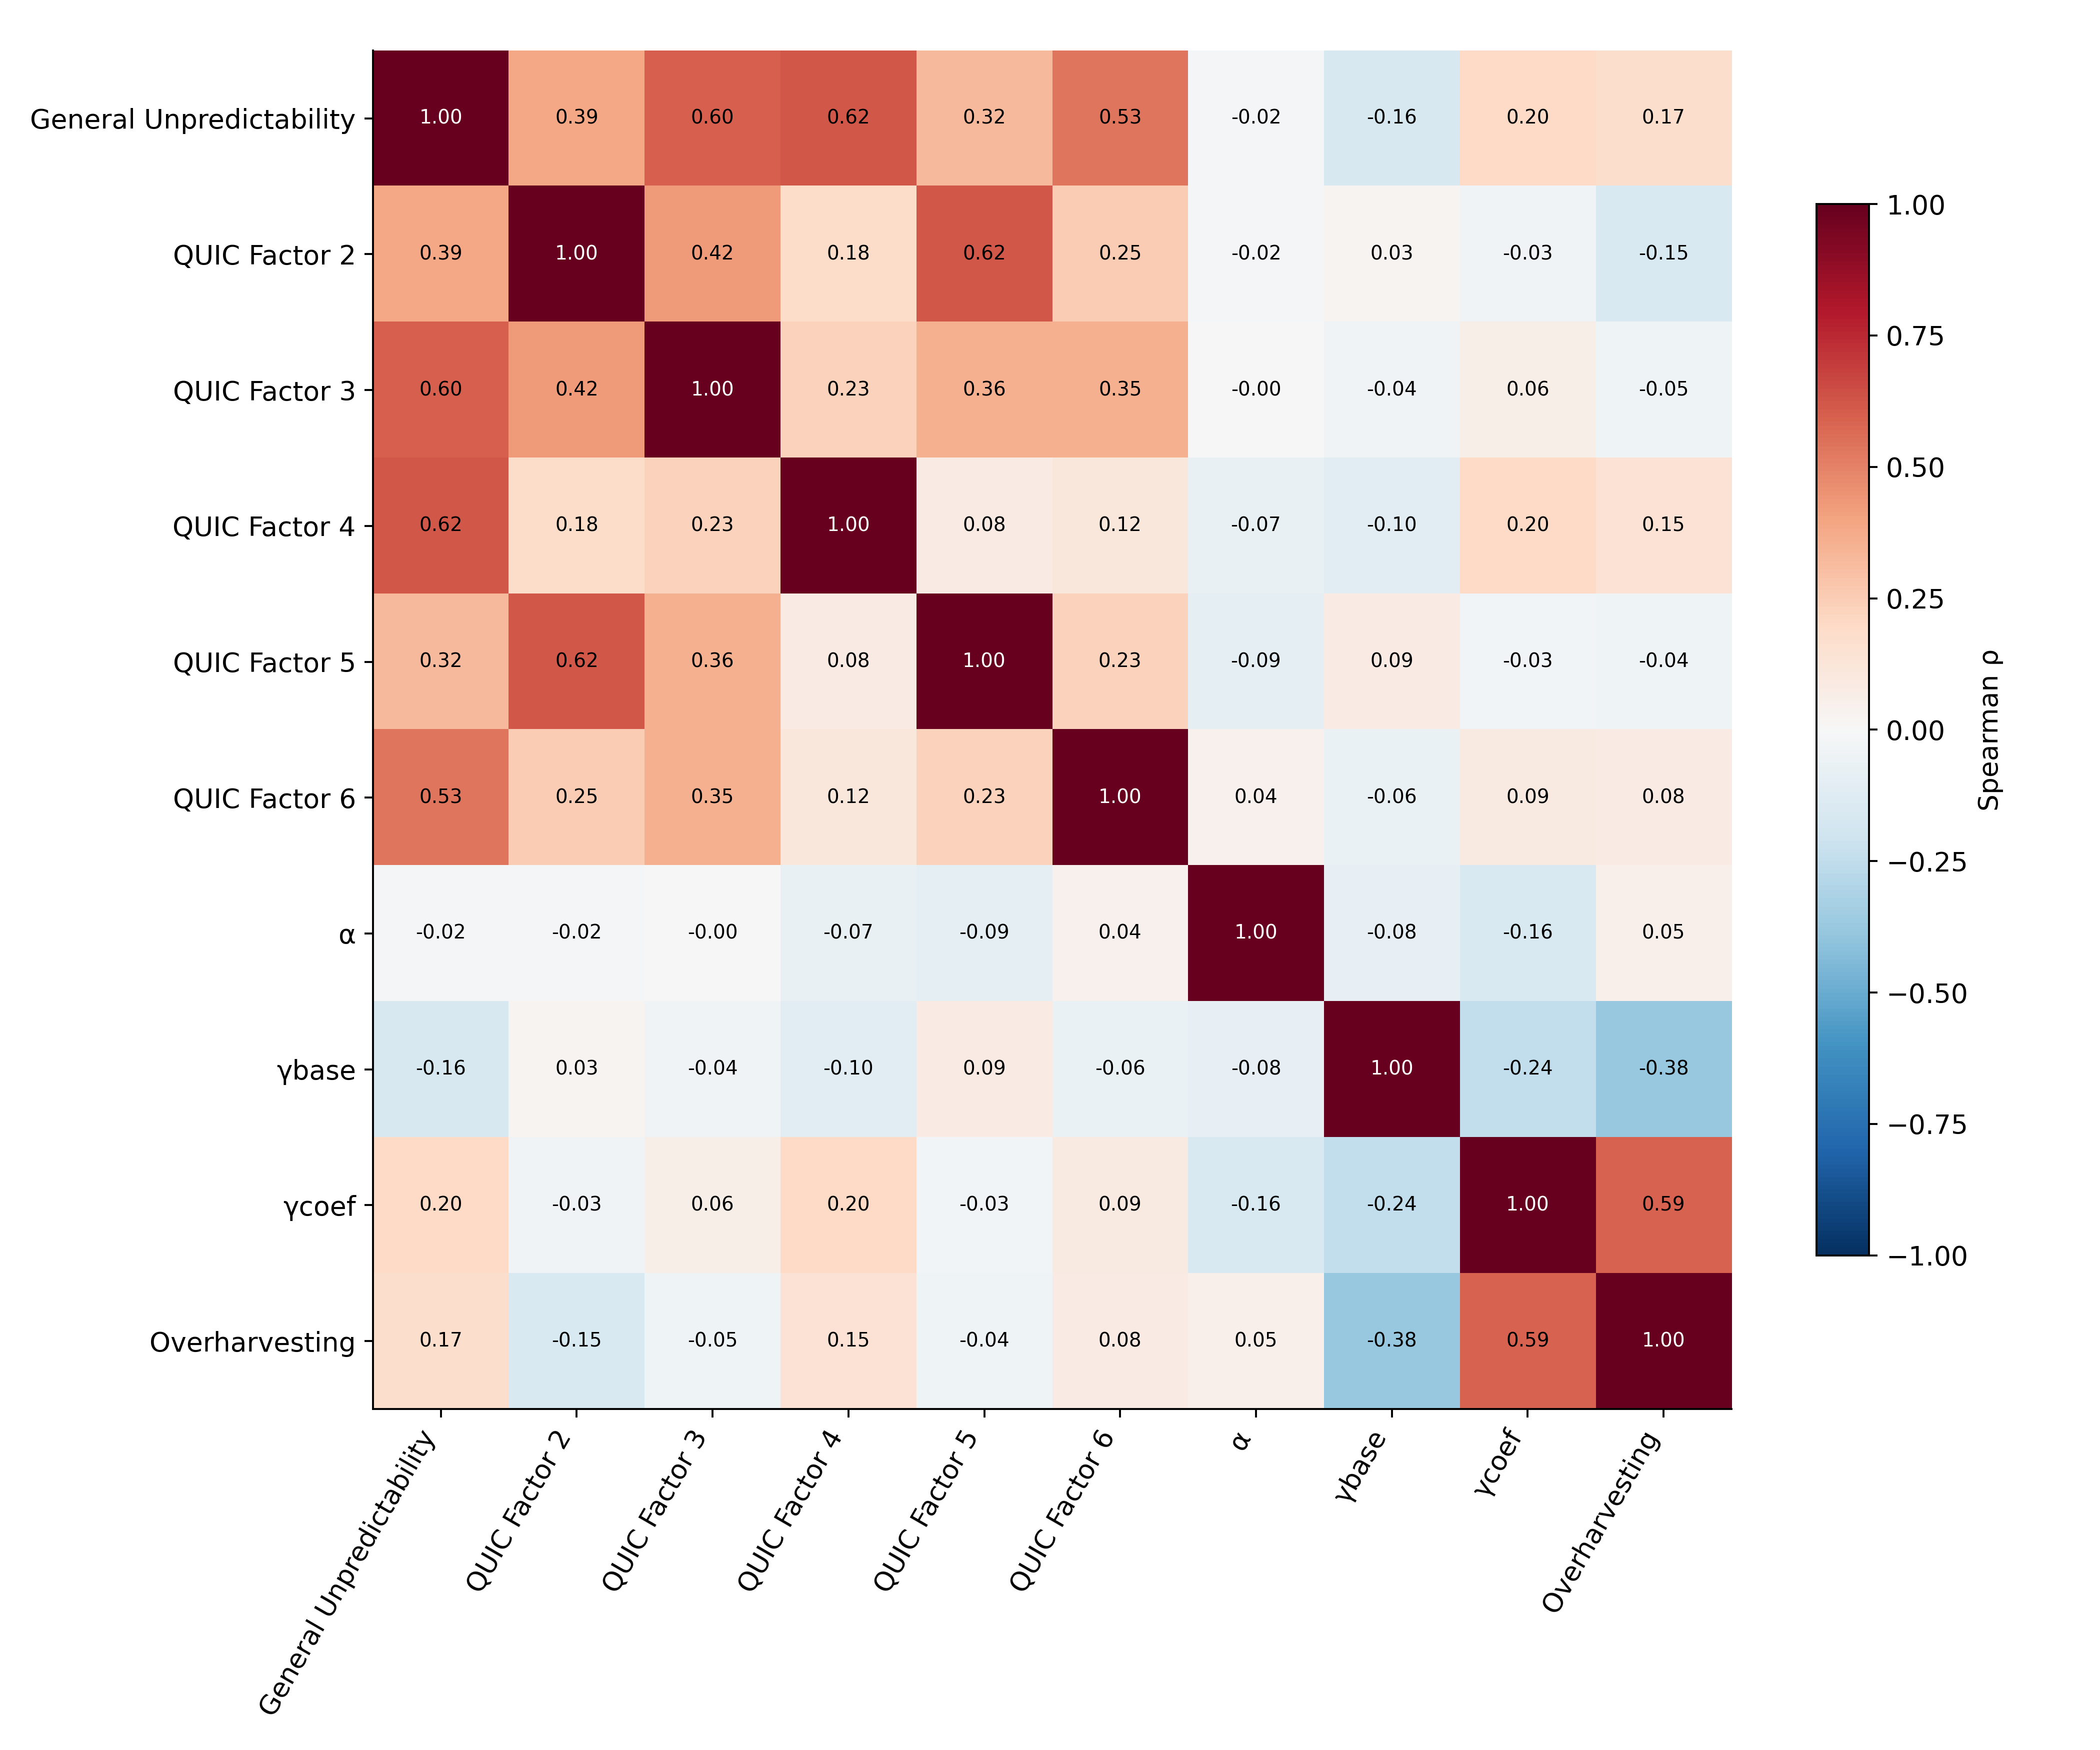 General Unpredictability 1.00 0.39 0.60 0.62 0.32 0.53 -0.02 -0.16 0.20 0.17
QUIC Factor 2 0.39 1.00 0.42 0.18 0.62 0.25 -0.02 0.03 -0.03 -0.15
QUIC Factor 3 0.60 0.42 1.00 0.23 0.36 0.35 -0.00 -0.04 0.06 -0.05
QUIC Factor 4 0.62 0.18 0.23 1.00 0.08 0.12 -0.07 -0.10 0.20 0.15
QUIC Factor 5 0.32 0.62 0.36 0.08 1.00 0.23 -0.09 0.09 -0.03 -0.04
QUIC Factor 6 0.53 0.25 0.35 0.12 0.23 1.00 0.04 -0.06 0.09 0.08
α -0.02 -0.02 -0.00 -0.07 -0.09 0.04 1.00 -0.08 -0.16 0.05
γbase -0.16 0.03 -0.04 -0.10 0.09 -0.06 -0.08 1.00 -0.24 -0.38
γcoef 0.20 -0.03 0.06 0.20 -0.03 0.09 -0.16 -0.24 1.00 0.59
Overharvesting 0.17 -0.15 -0.05 0.15 -0.04 0.08 0.05 -0.38 0.59 1.00
General Unpredictability
QUIC Factor 2
QUIC Factor 3
QUIC Factor 4
QUIC Factor 5
QUIC Factor 6
α
γbase
γcoef
Overharvesting
1.00
0.75
0.50
0.25
0.00
−0.25
−0.50
−0.75
−1.00
Spearman ρ